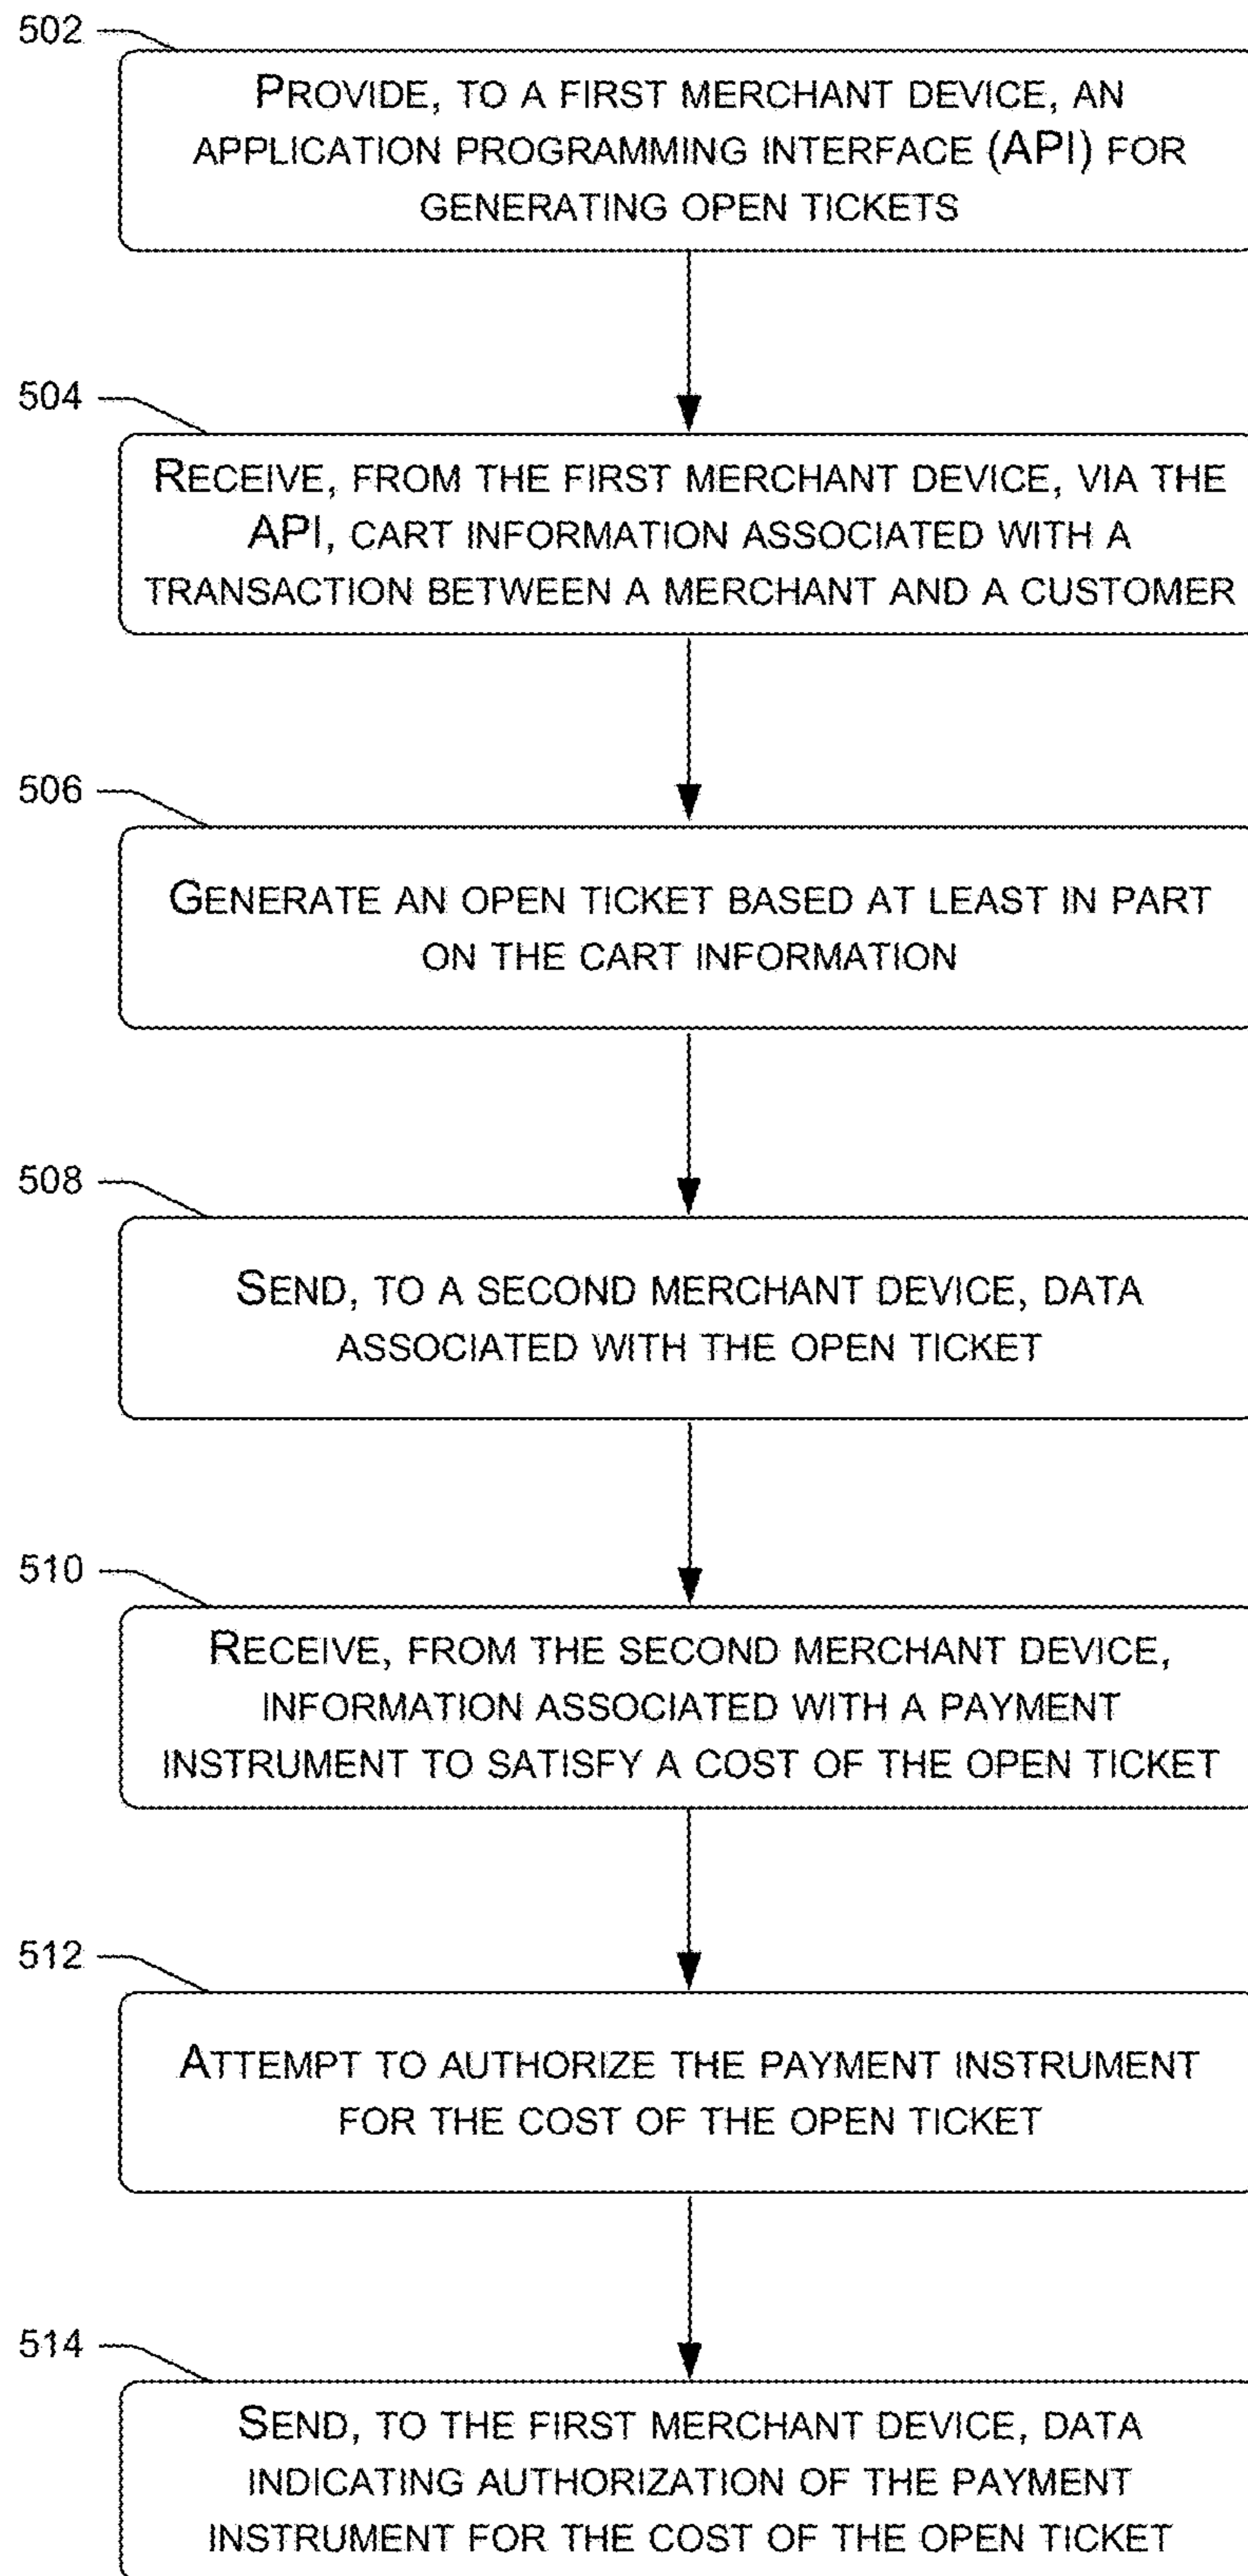 502
PROVIDE, TO A FIRST MERCHANT DEVICE, AN
APPLICATION PROGRAMMING INTERFACE (API) FOR
GENERATING OPEN TICKETS
504
RECEIVE, FROM THE FIRST MERCHANT DEVICE, VIA THE
API, CART INFORMATION ASSOCIATED WITH A
TRANSACTION BETWEEN A MERCHANT AND A CUSTOMER
506
GENERATE AN OPEN TICKET BASED AT LEAST IN PART
ON THE CART INFORMATION
508
SEND, TO A SECOND MERCHANT DEVICE, DATA
ASSOCIATED WITH THE OPEN TICKET
510
RECEIVE, FROM THE SECOND MERCHANT DEVICE,
INFORMATION ASSOCIATED WITH A PAYMENT
INSTRUMENT TO SATISFY A COST OF THE OPEN TICKET
512
ATTEMPT TO AUTHORIZE THE PAYMENT INSTRUMENT
FOR THE COST OF THE OPEN TICKET
514
SEND, TO THE FIRST MERCHANT DEVICE, DATA
INDICATING AUTHORIZATION OF THE PAYMENT
INSTRUMENT FOR THE COST OF THE OPEN TICKET